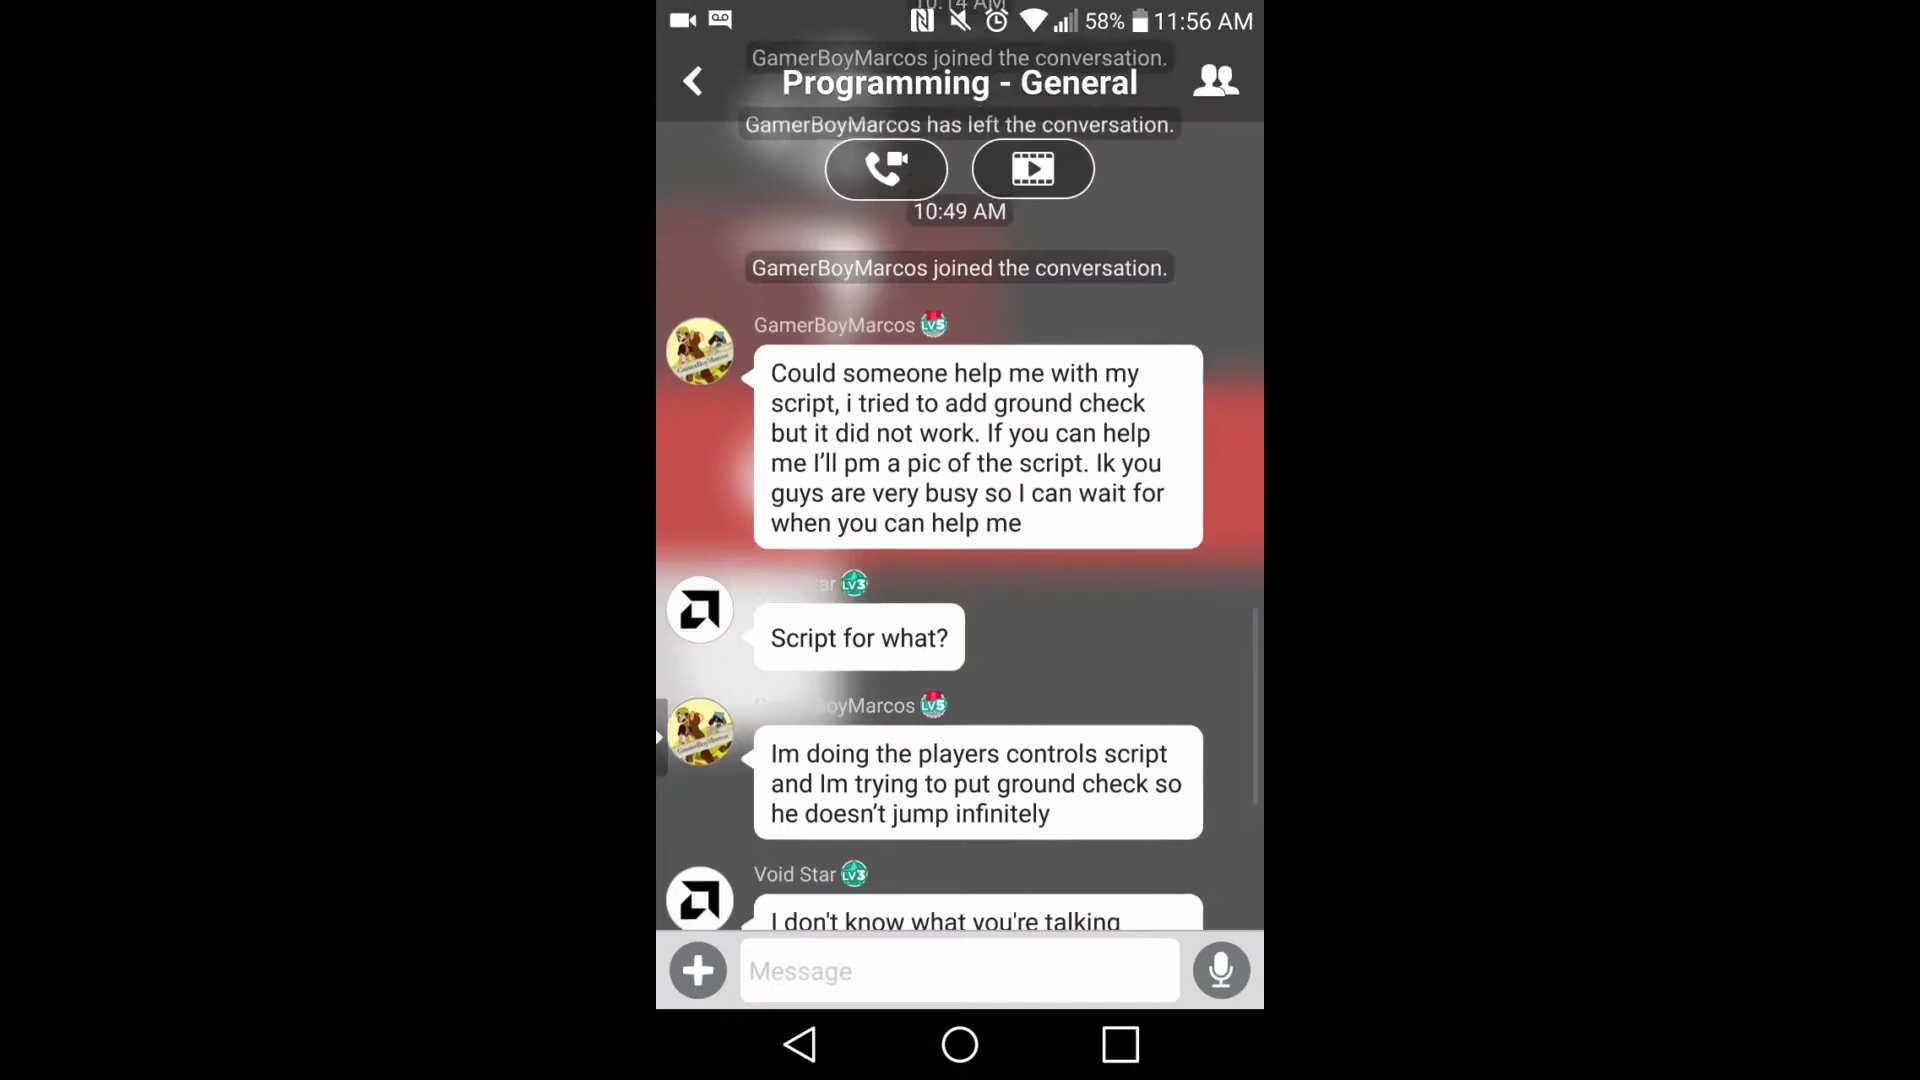 58% 11:56 AM
GamerBoyMarcos joined the conversation.
Programming - General
GamerBoyMarcos has left the conversation.
10:49 AM
GamerBoyMarcos joined the conversation.
GamerBoyMarcos LV5
Could someone help me with my
script, i tried to add ground check
but it did not work. If you can help
me I’ll pm a pic of the script. Ik you
guys are very busy so I can wait for
when you can help me
LV3
Script for what?
oyMarcos LV5
Im doing the players controls script
and Im trying to put ground check so
he doesn’t jump infinitely
Void Star LV3
I don't know what you're talking
Message